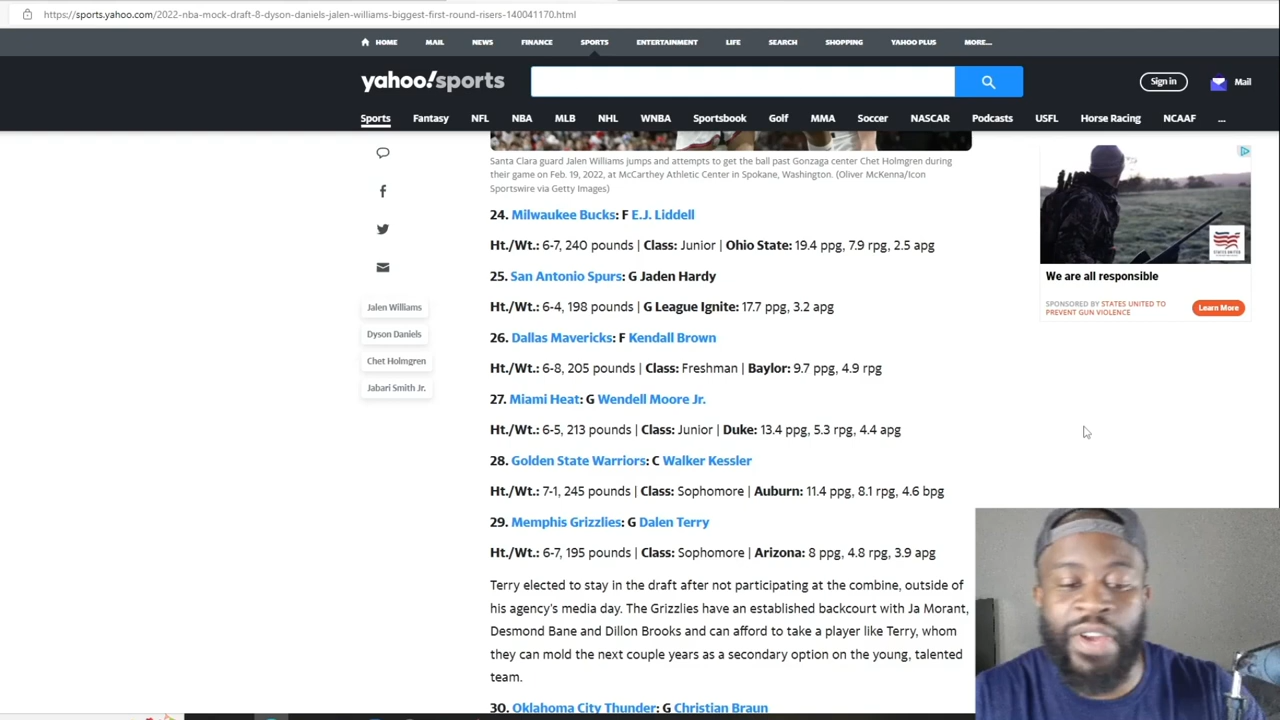 https://sports.yahoo.com/2022-nba-mock-draft-8-dyson-daniels-jalen-williams-biggest-first-round-risers-140041170.html
HOME MAIL NEWS FINANCE SPORTS ENTERTAINMENT LIFE SEARCH SHOPPING YAHOO PLUS MORE...
yahoo!sports
Sign in
Mail
Sports Fantasy NFL NBA MLB NHL WNBA Sportsbook Golf MMA Soccer NASCAR Podcasts USFL Horse Racing NCAAF ...
Santa Clara guard Jalen Williams jumps and attempts to get the ball past Gonzaga center Chet Holmgren during
their game on Feb. 19, 2022, at McCarthey Athletic Center in Spokane, Washington. (Oliver McKenna/Icon
Sportswire via Getty Images)
24. Milwaukee Bucks: F E.J. Liddell
Ht./Wt.: 6-7, 240 pounds | Class: Junior | Ohio State: 19.4 ppg, 7.9 rpg, 2.5 apg
25. San Antonio Spurs: G Jaden Hardy
Ht./Wt.: 6-4, 198 pounds | G League Ignite: 17.7 ppg, 3.2 apg
26. Dallas Mavericks: F Kendall Brown
Ht./Wt.: 6-8, 205 pounds | Class: Freshman | Baylor: 9.7 ppg, 4.9 rpg
27. Miami Heat: G Wendell Moore Jr.
Ht./Wt.: 6-5, 213 pounds | Class: Junior | Duke: 13.4 ppg, 5.3 rpg, 4.4 apg
28. Golden State Warriors: C Walker Kessler
Ht./Wt.: 7-1, 245 pounds | Class: Sophomore | Auburn: 11.4 ppg, 8.1 rpg, 4.6 bpg
29. Memphis Grizzlies: G Dalen Terry
Ht./Wt.: 6-7, 195 pounds | Class: Sophomore | Arizona: 8 ppg, 4.8 rpg, 3.9 apg
Terry elected to stay in the draft after not participating at the combine, outside of
his agency's media day. The Grizzlies have an established backcourt with Ja Morant,
Desmond Bane and Dillon Brooks and can afford to take a player like Terry, whom
they can mold the next couple years as a secondary option on the young, talented
team.
30. Oklahoma City Thunder: G Christian Braun
Jalen Williams
Dyson Daniels
Chet Holmgren
Jabari Smith Jr.
We are all responsible
SPONSORED BY STATES UNITED TO
PREVENT GUN VIOLENCE
Learn More